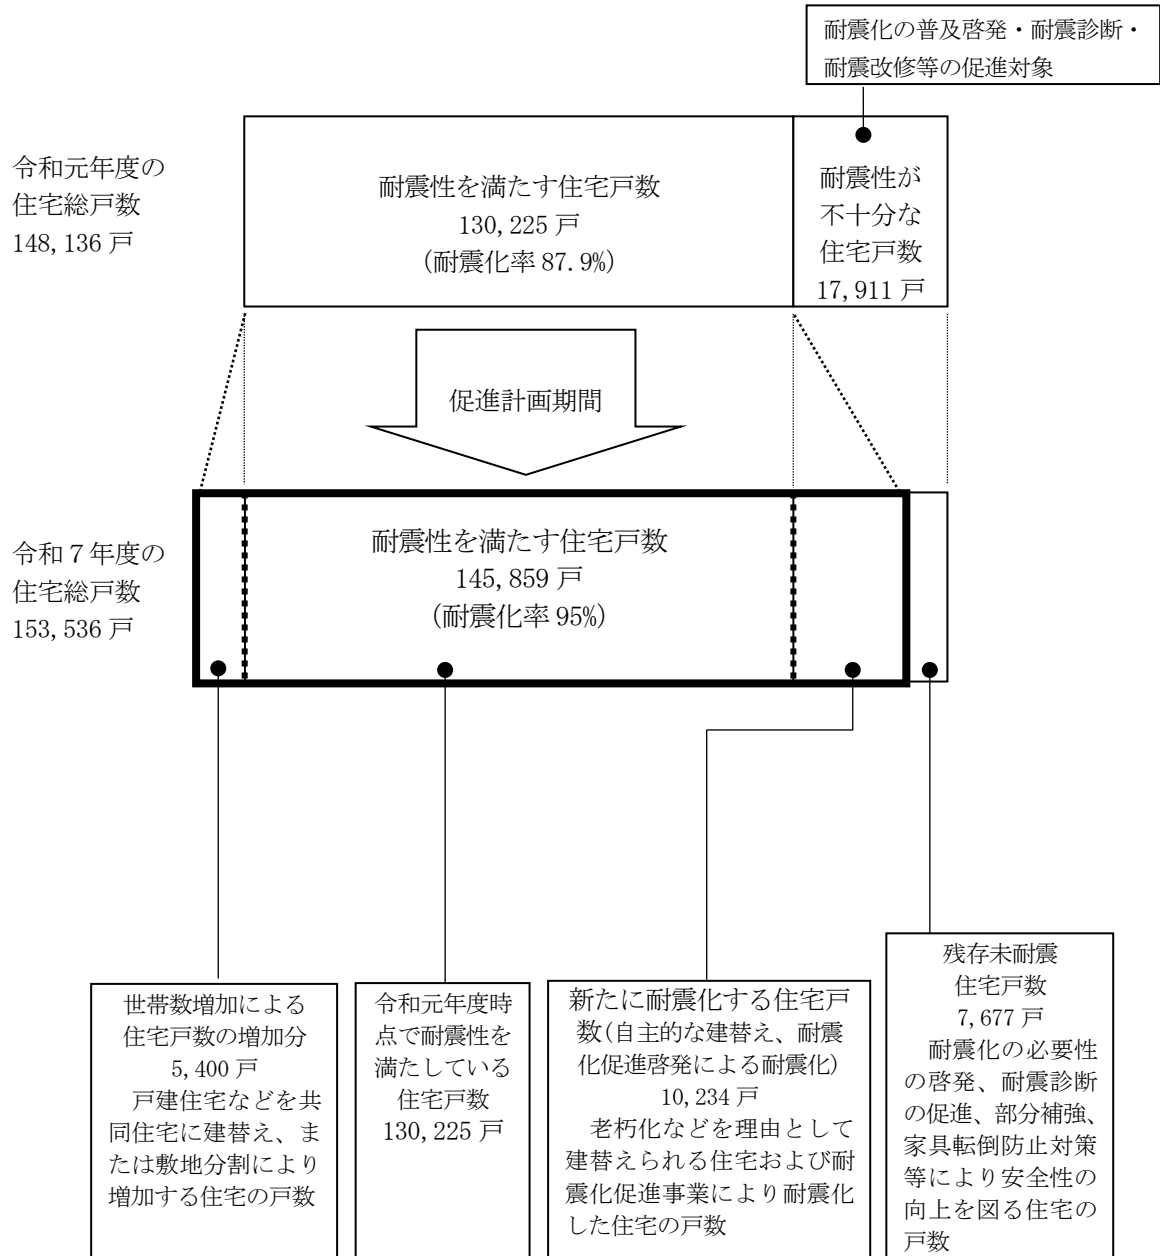 耐震化の普及啓発・耐震診断・
耐震改修等の促進対象
令和元年度の
住宅総戸数
148,136 戸
耐震性を満たす住宅戸数
130,225 戸
(耐震化率 87.9%)
耐震性が
不十分な
住宅戸数
17,911 戸
促進計画期間
令和７年度の
住宅総戸数
153,536 戸
耐震性を満たす住宅戸数
145,859 戸
(耐震化率 95%)
世帯数増加による
住宅戸数の増加分
5,400 戸
戸建住宅などを共
同住宅に建替え、ま
たは敷地分割により
増加する住宅の戸数
令和元年度時
点で耐震性を
満たしている
住宅戸数
130,225 戸
新たに耐震化する住宅戸
数(自主的な建替え、耐震
化促進啓発による耐震化)
10,234 戸
老朽化などを理由として
建替えられる住宅および耐
震化促進事業により耐震化
した住宅の戸数
残存未耐震
住宅戸数
7,677 戸
耐震化の必要性
の啓発、耐震診断
の促進、部分補強、
家具転倒防止対策
等により安全性の
向上を図る住宅の
戸数